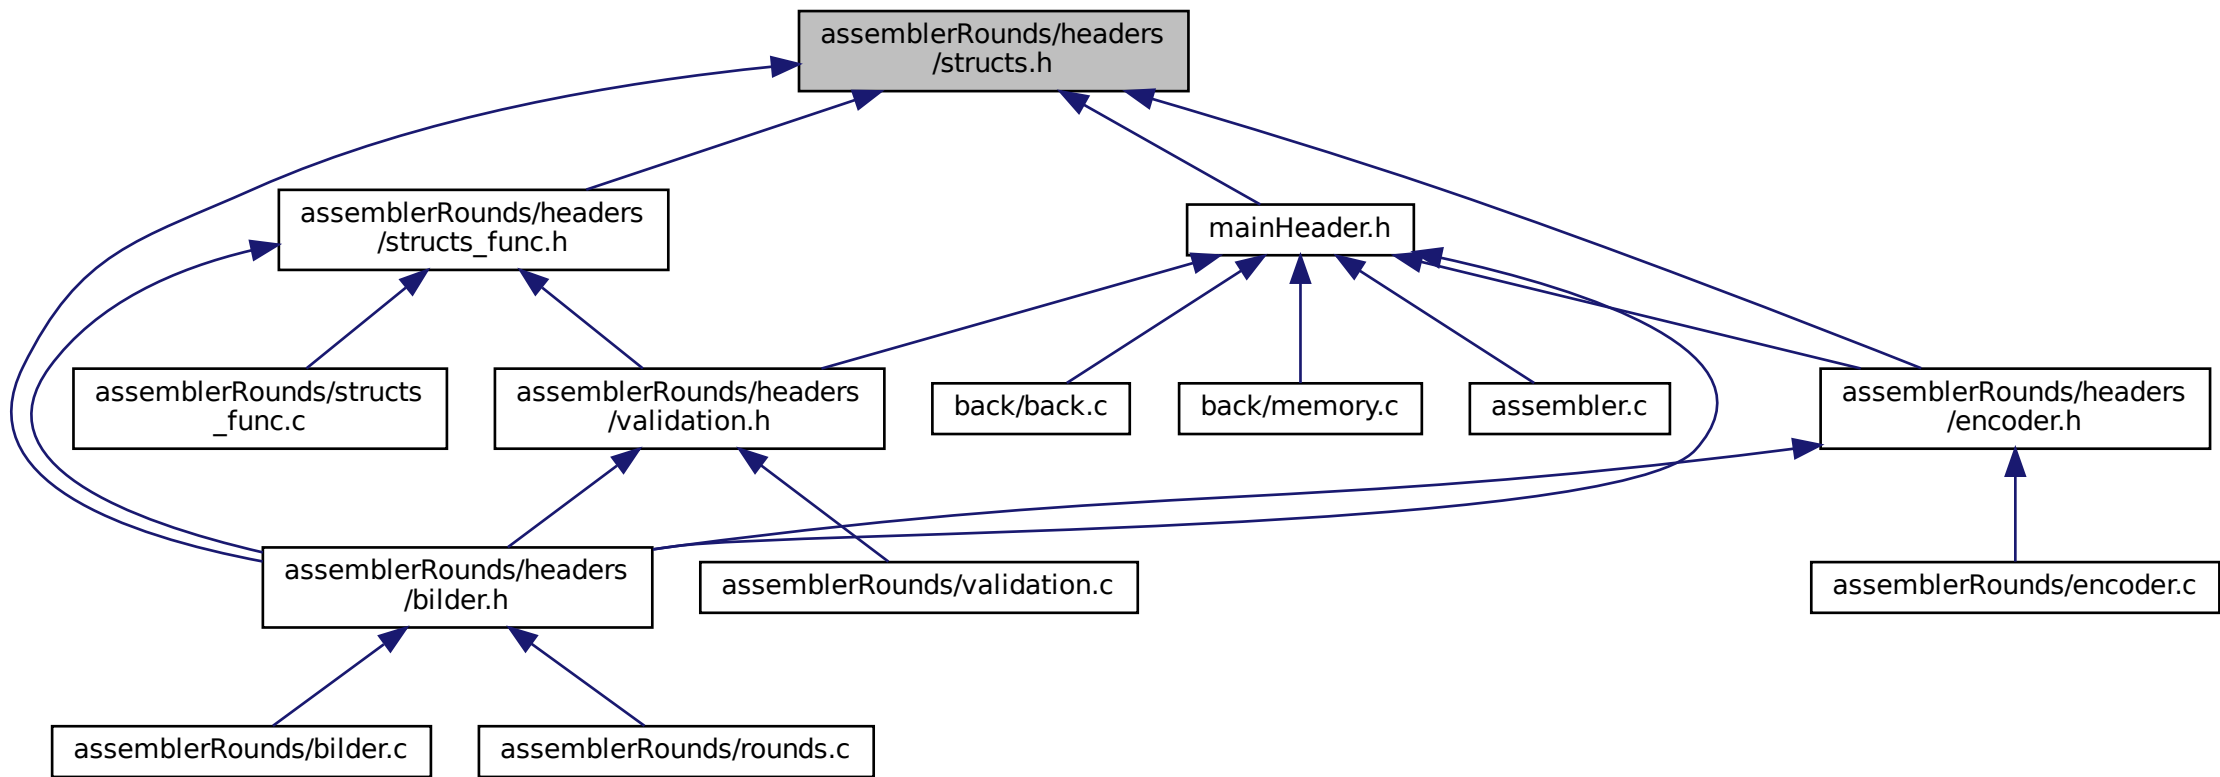 assemblerRounds/headers
/structs.h
assemblerRounds/headers
/structs_func.h
mainHeader.h
assemblerRounds/structs
_func.c
assemblerRounds/headers
/validation.h
back/back.c
back/memory.c
assembler.c
assemblerRounds/headers
/encoder.h
assemblerRounds/headers
/bilder.h
assemblerRounds/validation.c
assemblerRounds/encoder.c
assemblerRounds/bilder.c
assemblerRounds/rounds.c